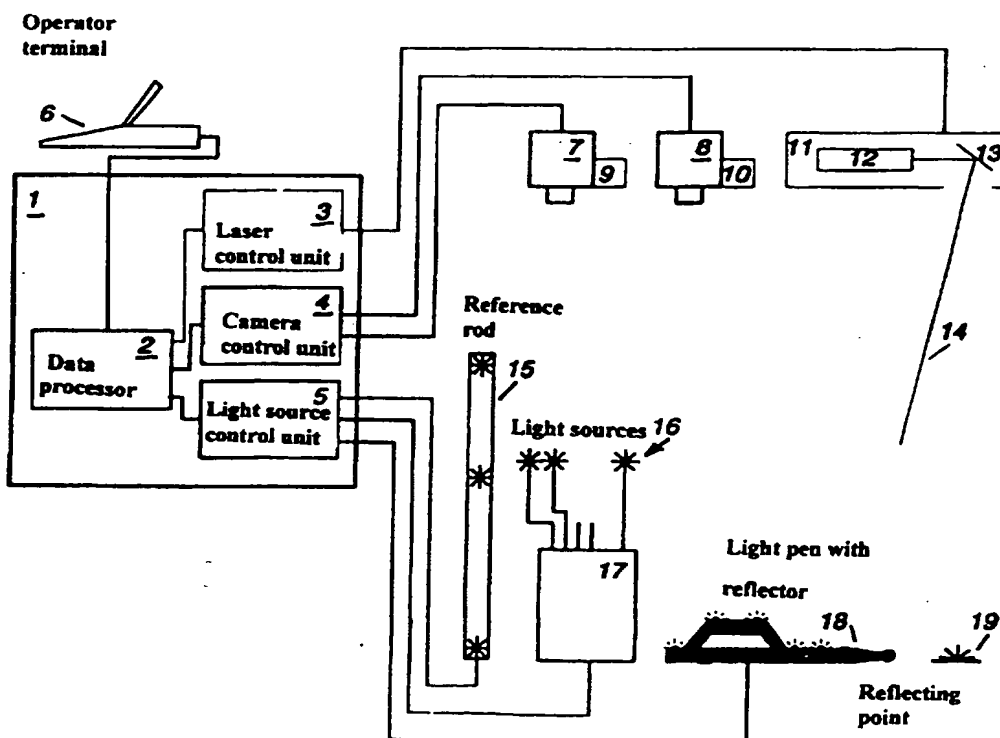 Operator
terminal
6
1
3
Laser
control unit
4
Camera
control unit
2
Data
processor
5
Light source
control unit
7
9
8
10
11
12
13
14
Reference
rod
15
Light sources 16
17
Light pen with
reflector
18
19
Reflecting
point